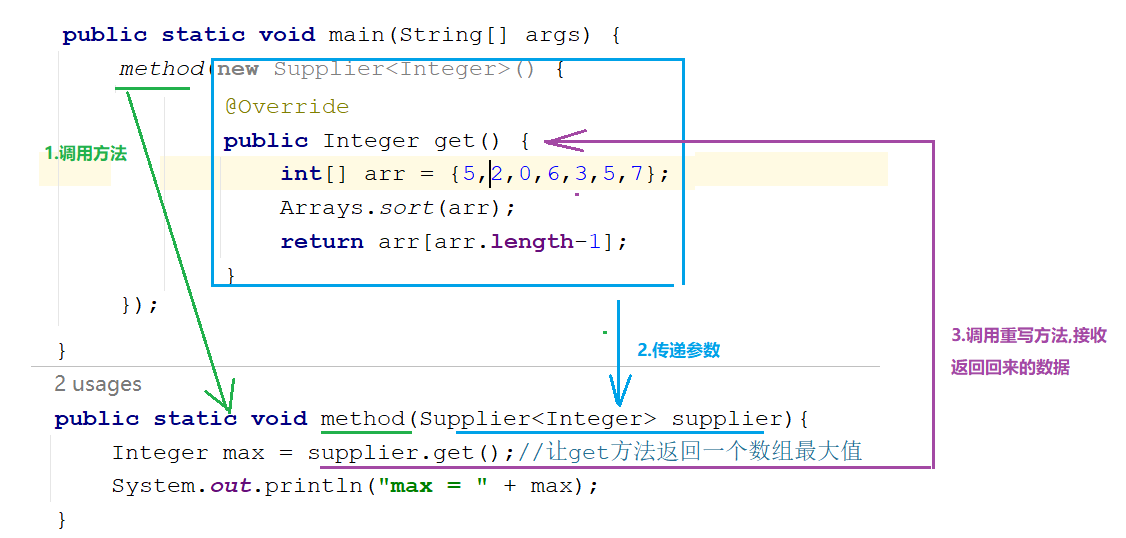 public static void main(String[] args) {
method(new Supplier<Integer>() {
@Override
public Integer get() {
1.调用方法
int[] arr = {5,2,0,6,3,5,7};
Arrays.sort(arr);
return arr[arr.length-1];
}
});
3.调用重写方法,接收
返回回来的数据
2.传递参数
}
2 usages
public static void method(Supplier<Integer> supplier){
Integer max = supplier.get();//让get方法返回一个数组最大值
System.out.println("max = " + max);
}